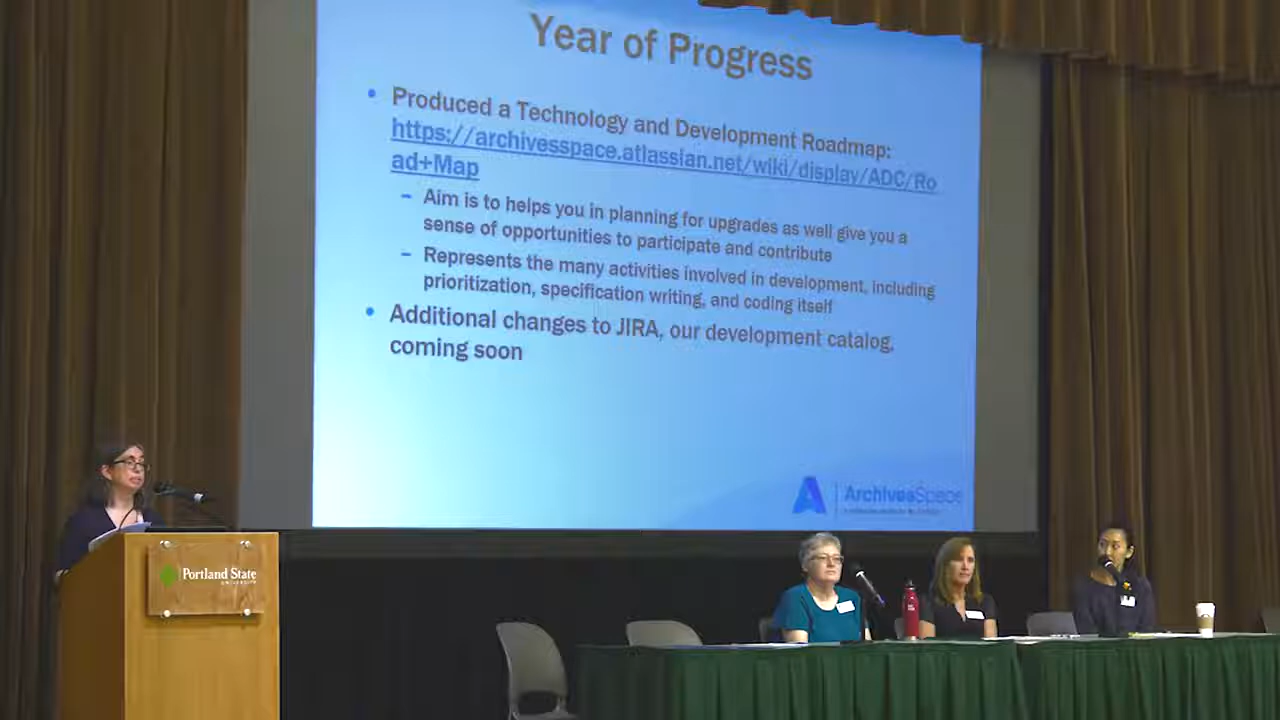 Year of Progress
• Produced a Technology and Development Roadmap:
https://archivesspace.atlassian.net/wiki/display/ADC/Ro
ad+Map
– Aim is to helps you in planning for upgrades as well give you a
sense of opportunities to participate and contribute
– Represents the many activities involved in development, including
prioritization, specification writing, and coding itself
• Additional changes to JIRA, our development catalog,
coming soon
ArchivesSpace
Portland State
UNIVERSITY